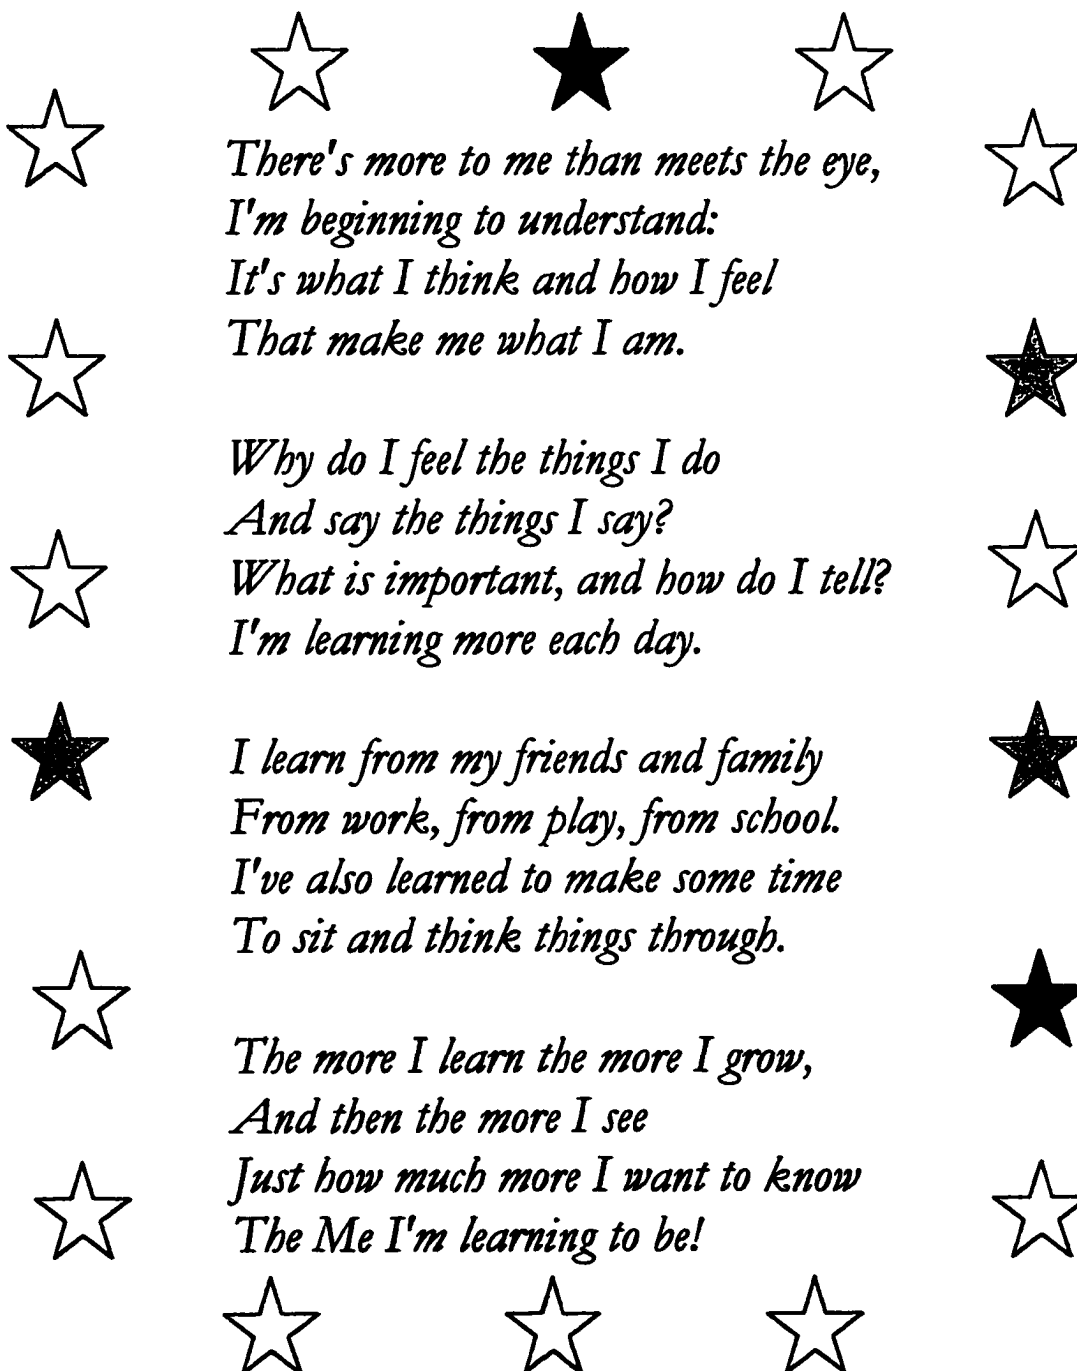 There's more to me than meets the eye,
I'm beginning to understand:
It's what I think and how I feel
That make me what I am.
Why do I feel the things I do
And say the things I say?
What is important, and how do I tell?
I'm learning more each day.
I learn from my friends and family
From work, from play, from school.
I've also learned to make some time
To sit and think things through.
The more I learn the more I grow,
And then the more I see
Just how much more I want to know
The Me I'm learning to be!